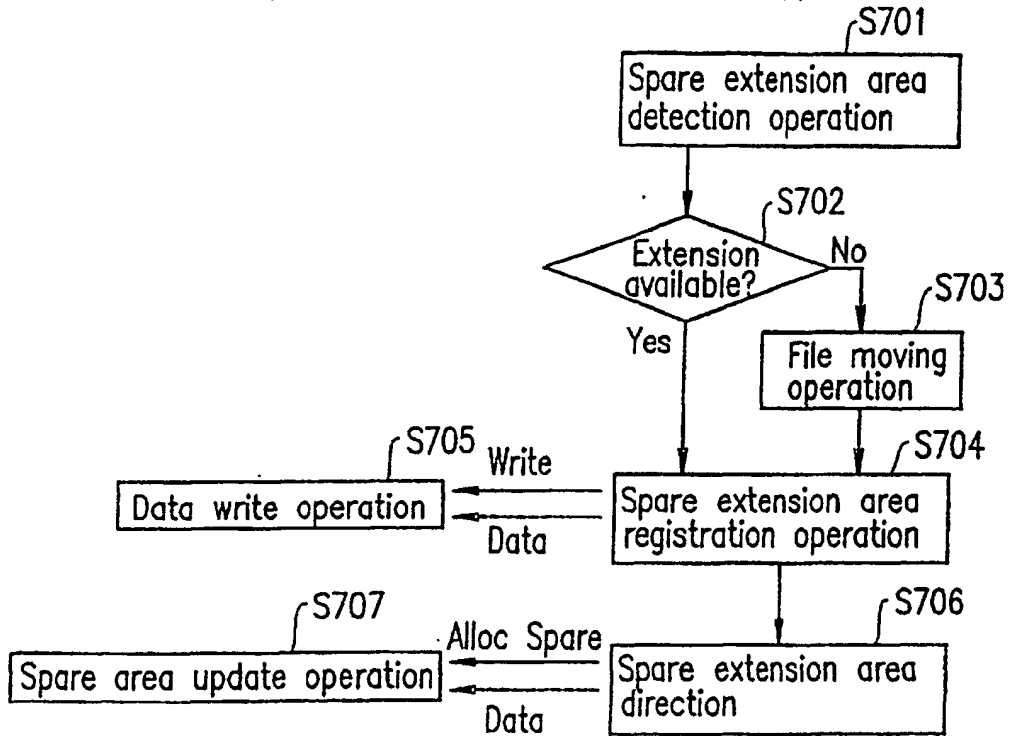 S701
Spare extension area
detection operation
S702
Extension
available?
No
Yes
S703
File moving
operation
S705
Write
Data write operation
Data
S704
Spare extension area
registration operation
S707
Alloc Spare
Spare area update operation
Data
S706
Spare extension area
direction